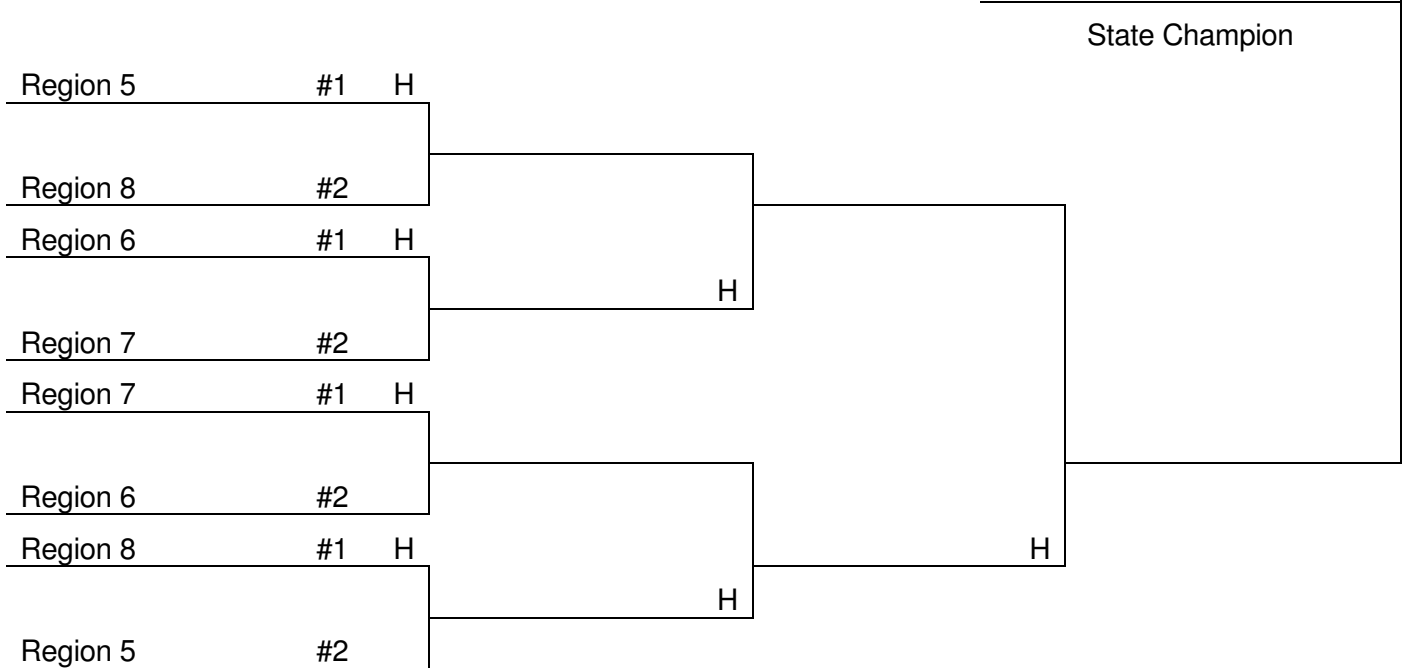 State Champion
Region 5 #1 H
Region 8 #2
Region 6 #1 H
H
Region 7 #2
Region 7 #1 H
Region 6 #2
Region 8 #1 H
H
H
Region 5 #2